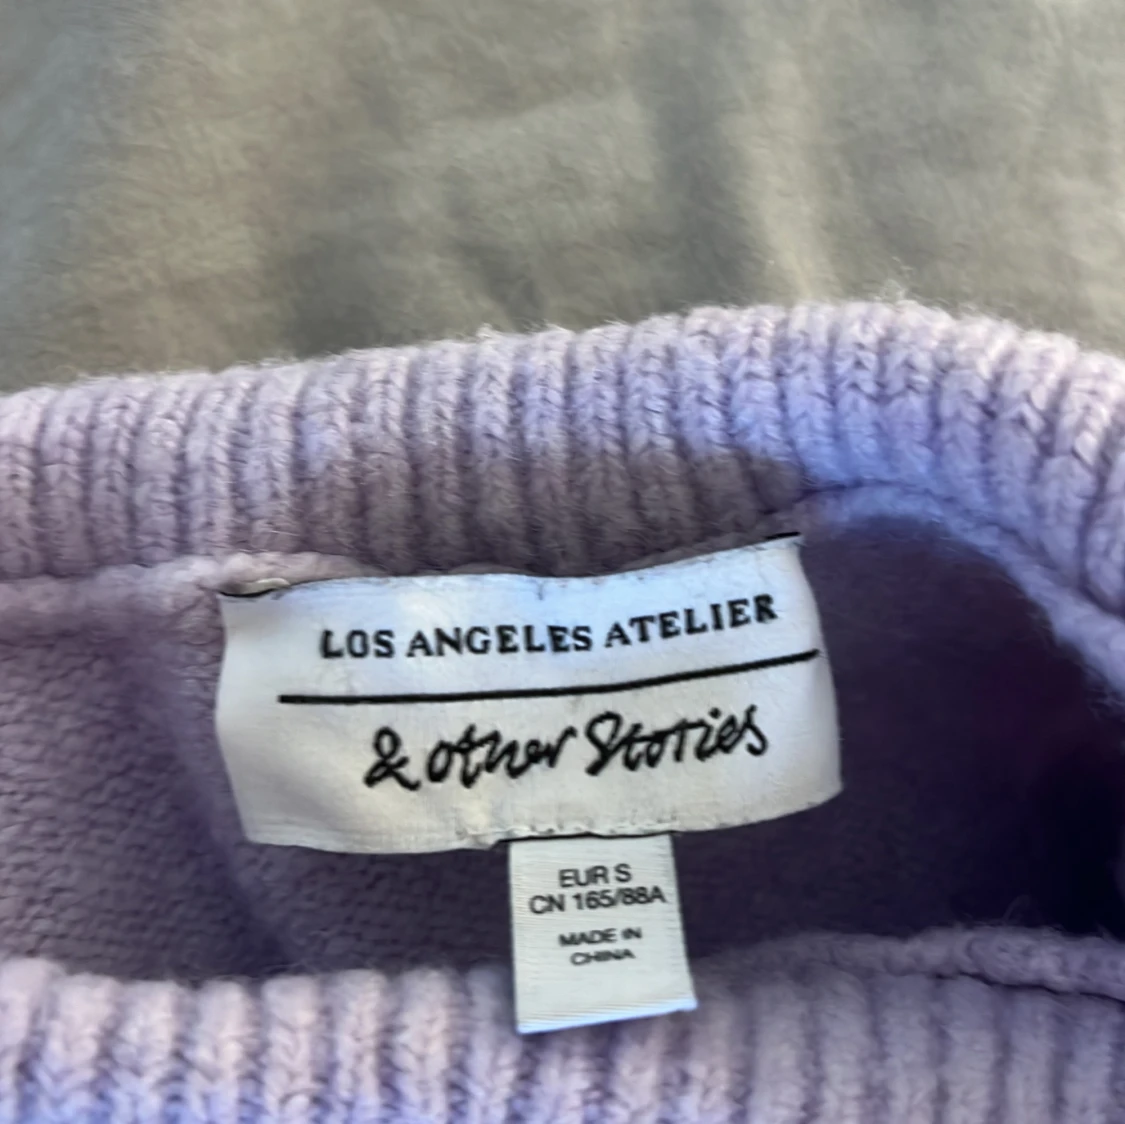 LOS ANGELES ATELIER
& other Stories
EUR S
CN 165/88A
MADE IN
CHINA